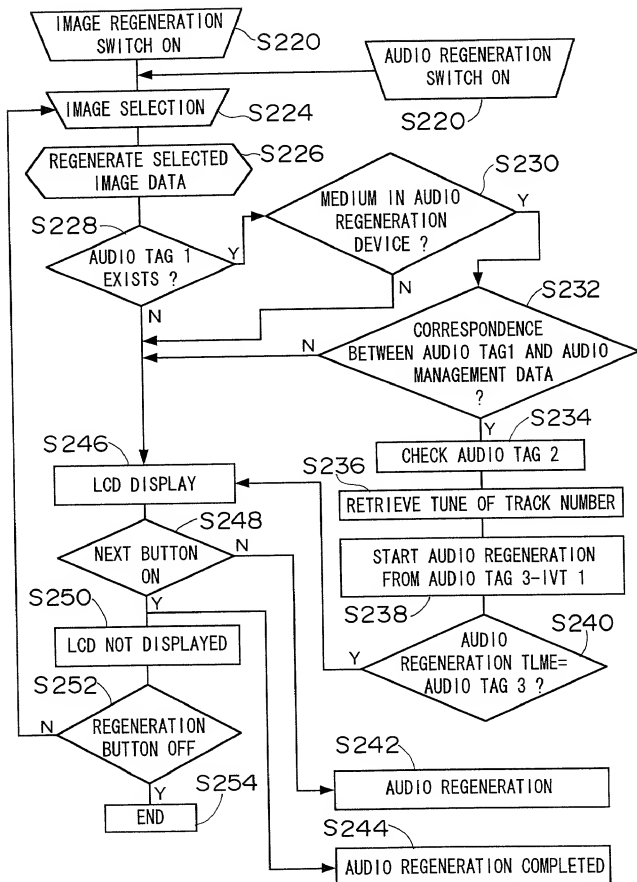 IMAGE REGENERATION
SWITCH ON
S220
AUDIO REGENERATION
SWITCH ON
S220
IMAGE SELECTION
S224
REGENERATE SELECTED
IMAGE DATA
S226
S228
AUDIO TAG 1
EXISTS ?
Y
N
S230
MEDIUM IN AUDIO
REGENERATION
DEVICE ?
Y
N
S232
CORRESPONDENCE
BETWEEN AUDIO TAG1 AND AUDIO
MANAGEMENT DATA
?
N
Y
S234
CHECK AUDIO TAG 2
S236
RETRIEVE TUNE OF TRACK NUMBER
START AUDIO REGENERATION
FROM AUDIO TAG 3-IVT 1
S238
S240
AUDIO
REGENERATION TLME=
AUDIO TAG 3 ?
Y
S246
LCD DISPLAY
S248
NEXT BUTTON
ON
N
Y
S250
LCD NOT DISPLAYED
S252
REGENERATION
BUTTON OFF
N
Y
S254
END
S242
AUDIO REGENERATION
S244
AUDIO REGENERATION COMPLETED